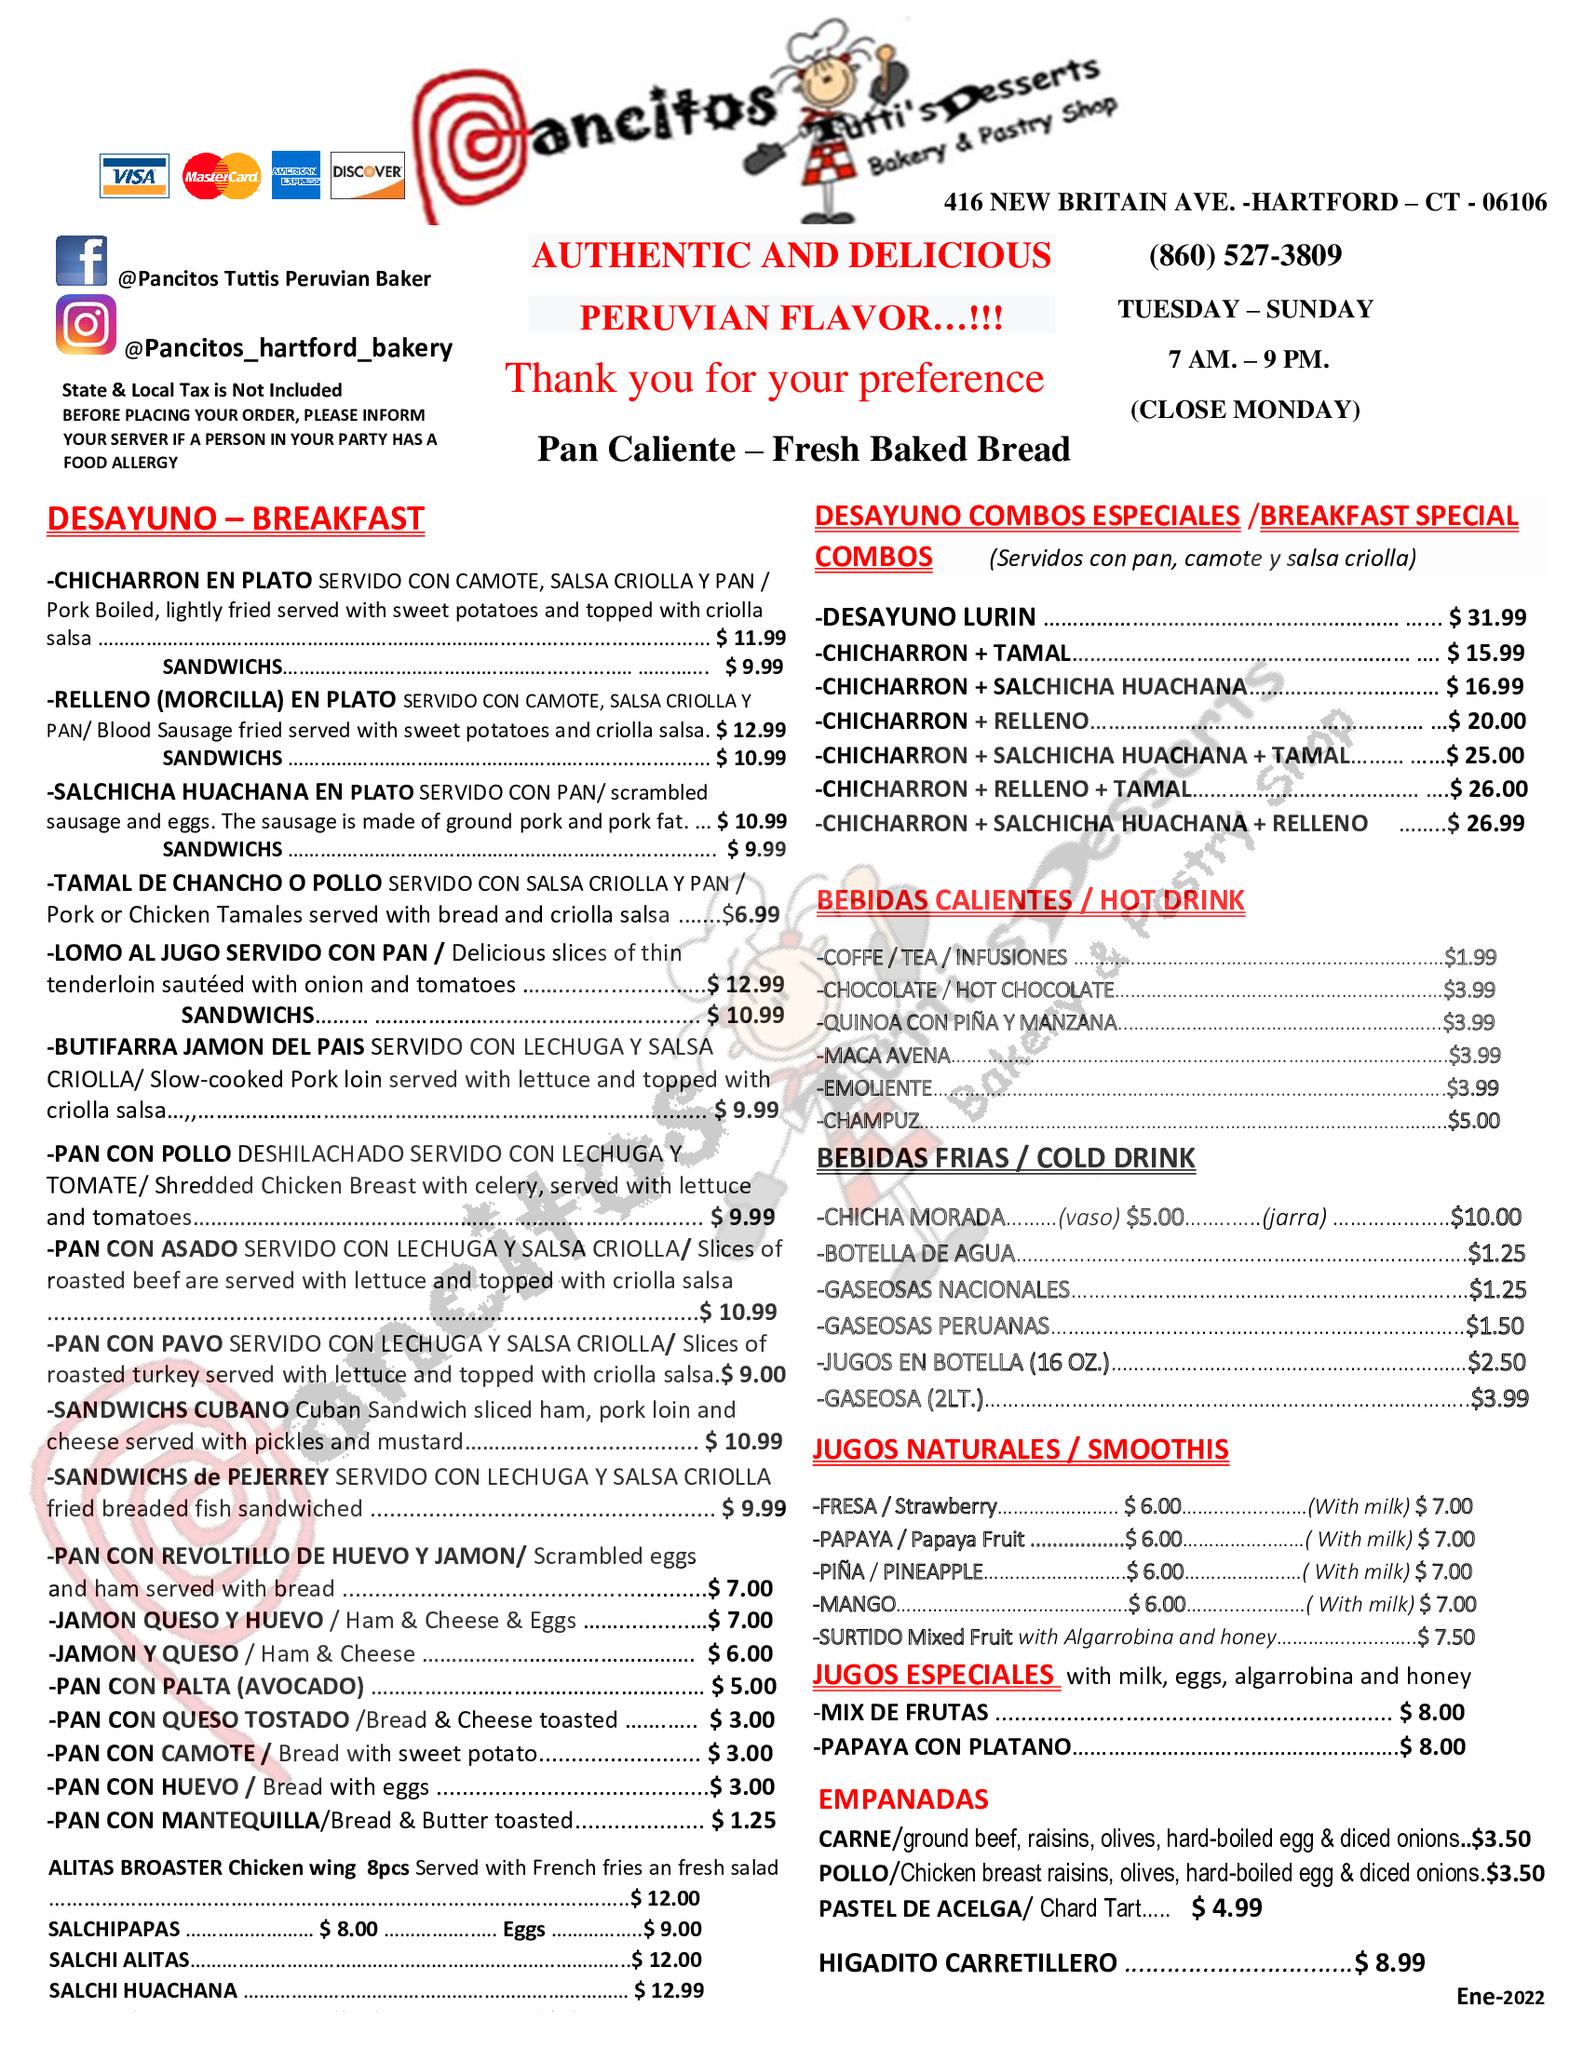 Pancitos Tutti's Desserts
Bakery & Pastry Shop
VISA MasterCard AMERICAN EXPRESS DISCOVER
416 NEW BRITAIN AVE. -HARTFORD – CT - 06106
(860) 527-3809
TUESDAY – SUNDAY
7 AM. – 9 PM.
(CLOSE MONDAY)
@Pancitos Tuttis Peruvian Baker
@Pancitos_hartford_bakery
State & Local Tax is Not Included
BEFORE PLACING YOUR ORDER, PLEASE INFORM
YOUR SERVER IF A PERSON IN YOUR PARTY HAS A
FOOD ALLERGY
AUTHENTIC AND DELICIOUS
PERUVIAN FLAVOR…!!!
Thank you for your preference
Pan Caliente – Fresh Baked Bread
DESAYUNO – BREAKFAST
-CHICHARRON EN PLATO SERVIDO CON CAMOTE, SALSA CRIOLLA Y PAN /
Pork Boiled, lightly fried served with sweet potatoes and topped with criolla
salsa ........ $ 11.99
SANDWICHS........ $ 9.99
-RELLENO (MORCILLA) EN PLATO SERVIDO CON CAMOTE, SALSA CRIOLLA Y
PAN/ Blood Sausage fried served with sweet potatoes and criolla salsa. $ 12.99
SANDWICHS ........ $ 10.99
-SALCHICHA HUACHANA EN PLATO SERVIDO CON PAN/ scrambled
sausage and eggs. The sausage is made of ground pork and pork fat. ... $ 10.99
SANDWICHS ........ $ 9.99
-TAMAL DE CHANCHO O POLLO SERVIDO CON SALSA CRIOLLA Y PAN /
Pork or Chicken Tamales served with bread and criolla salsa .......$6.99
-LOMO AL JUGO SERVIDO CON PAN / Delicious slices of thin
tenderloin sautéed with onion and tomatoes ........$ 12.99
SANDWICHS........ $ 10.99
-BUTIFARRA JAMON DEL PAIS SERVIDO CON LECHUGA Y SALSA
CRIOLLA/ Slow-cooked Pork loin served with lettuce and topped with
criolla salsa...,,........ $ 9.99
-PAN CON POLLO DESHILACHADO SERVIDO CON LECHUGA Y
TOMATE/ Shredded Chicken Breast with celery, served with lettuce
and tomatoes........ $ 9.99
-PAN CON ASADO SERVIDO CON LECHUGA Y SALSA CRIOLLA/ Slices of
roasted beef are served with lettuce and topped with criolla salsa
........$ 10.99
-PAN CON PAVO SERVIDO CON LECHUGA Y SALSA CRIOLLA/ Slices of
roasted turkey served with lettuce and topped with criolla salsa.$ 9.00
-SANDWICHS CUBANO Cuban Sandwich sliced ham, pork loin and
cheese served with pickles and mustard........ $ 10.99
-SANDWICHS de PEJERREY SERVIDO CON LECHUGA Y SALSA CRIOLLA
fried breaded fish sandwiched ........ $ 9.99
-PAN CON REVOLTILLO DE HUEVO Y JAMON/ Scrambled eggs
and ham served with bread ........$ 7.00
-JAMON QUESO Y HUEVO / Ham & Cheese & Eggs ........$ 7.00
-JAMON Y QUESO / Ham & Cheese ........ $ 6.00
-PAN CON PALTA (AVOCADO) ........ $ 5.00
-PAN CON QUESO TOSTADO /Bread & Cheese toasted ........ $ 3.00
-PAN CON CAMOTE / Bread with sweet potato........ $ 3.00
-PAN CON HUEVO / Bread with eggs ........$ 3.00
-PAN CON MANTEQUILLA/Bread & Butter toasted........ $ 1.25
ALITAS BROASTER Chicken wing 8pcs Served with French fries an fresh salad
........$ 12.00
SALCHIPAPAS ........ $ 8.00 ........ Eggs ........$ 9.00
SALCHI ALITAS........$ 12.00
SALCHI HUACHANA ........ $ 12.99
DESAYUNO COMBOS ESPECIALES /BREAKFAST SPECIAL
COMBOS (Servidos con pan, camote y salsa criolla)
-DESAYUNO LURIN ........ $ 31.99
-CHICHARRON + TAMAL........ $ 15.99
-CHICHARRON + SALCHICHA HUACHANA........ $ 16.99
-CHICHARRON + RELLENO........ $ 20.00
-CHICHARRON + SALCHICHA HUACHANA + TAMAL........$ 25.00
-CHICHARRON + RELLENO + TAMAL........$ 26.00
-CHICHARRON + SALCHICHA HUACHANA + RELLENO ........$ 26.99
BEBIDAS CALIENTES / HOT DRINK
-COFFE / TEA / INFUSIONES ........$1.99
-CHOCOLATE / HOT CHOCOLATE........$3.99
-QUINOA CON PIÑA Y MANZANA........$3.99
-MACA AVENA........$3.99
-EMOLIENTE........$3.99
-CHAMPUZ........$5.00
BEBIDAS FRIAS / COLD DRINK
-CHICHA MORADA........(vaso) $5.00........(jarra) ........$10.00
-BOTELLA DE AGUA........$1.25
-GASEOSAS NACIONALES........$1.25
-GASEOSAS PERUANAS........$1.50
-JUGOS EN BOTELLA (16 OZ.)........$2.50
-GASEOSA (2LT.)........$3.99
JUGOS NATURALES / SMOOTHIS
-FRESA / Strawberry........ $ 6.00........(With milk) $ 7.00
-PAPAYA / Papaya Fruit ........$ 6.00........( With milk) $ 7.00
-PIÑA / PINEAPPLE........$ 6.00........( With milk) $ 7.00
-MANGO........$ 6.00........( With milk) $ 7.00
-SURTIDO Mixed Fruit with Algarrobina and honey........$ 7.50
JUGOS ESPECIALES with milk, eggs, algarrobina and honey
-MIX DE FRUTAS ........ $ 8.00
-PAPAYA CON PLATANO........$ 8.00
EMPANADAS
CARNE/ground beef, raisins, olives, hard-boiled egg & diced onions..$3.50
POLLO/Chicken breast raisins, olives, hard-boiled egg & diced onions.$3.50
PASTEL DE ACELGA/ Chard Tart..... $ 4.99
HIGADITO CARRETILLERO ........$ 8.99
Ene-2022
Pancitos Tutti's Desserts
Bakery & Pastry Shop